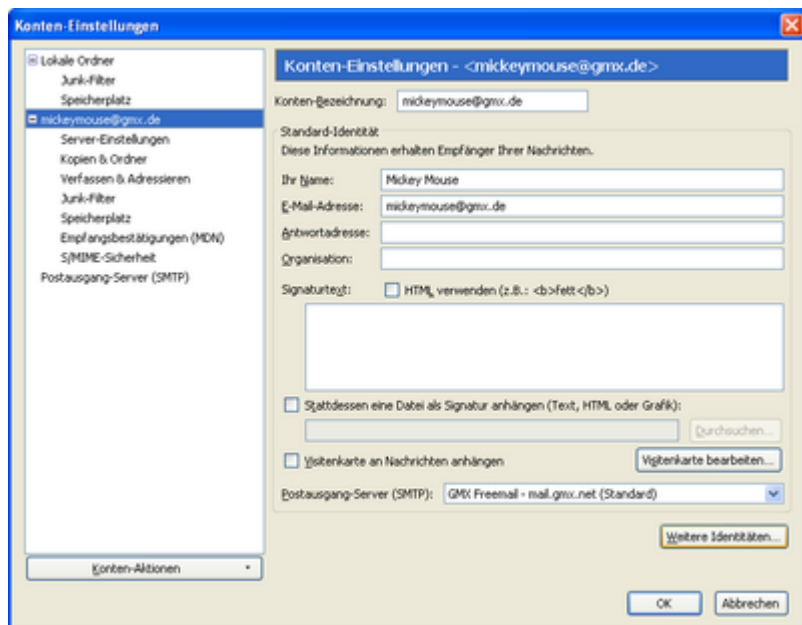 Konten-Einstellungen
Lokale Ordner
Junk-Filter
Speicherplatz
mickeymouse@gmx.de
Server-Einstellungen
Kopien & Ordner
Verfassen & Adressieren
Junk-Filter
Speicherplatz
Empfangsbestätigungen (MDN)
S/MIME-Sicherheit
Postausgang-Server (SMTP)
Konten-Aktionen
Konten-Einstellungen - <mickeymouse@gmx.de>
Konten-Bezeichnung: mickeymouse@gmx.de
Standard-Identität
Diese Informationen erhalten Empfänger Ihrer Nachrichten.
Ihr Name: Mickey Mouse
E-Mail-Adresse: mickeymouse@gmx.de
Antwortadresse:
Organisation:
Signaturtext: HTML verwenden (z.B.: <b>fett</b>)
Stattdessen eine Datei als Signatur anhängen (Text, HTML oder Grafik):
Durchsuchen...
Visitenkarte an Nachrichten anhängen Visitenkarte bearbeiten...
Postausgang-Server (SMTP): GMX Freemail - mail.gmx.net (Standard)
Weitere Identitäten...
OK Abbrechen